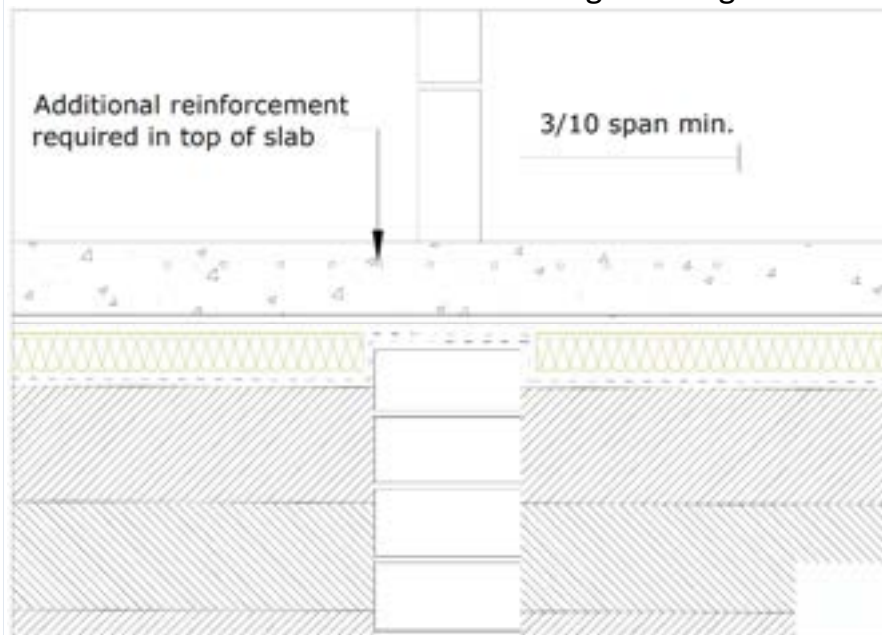 Additional reinforcement
required in top of slab
3/10 span min.